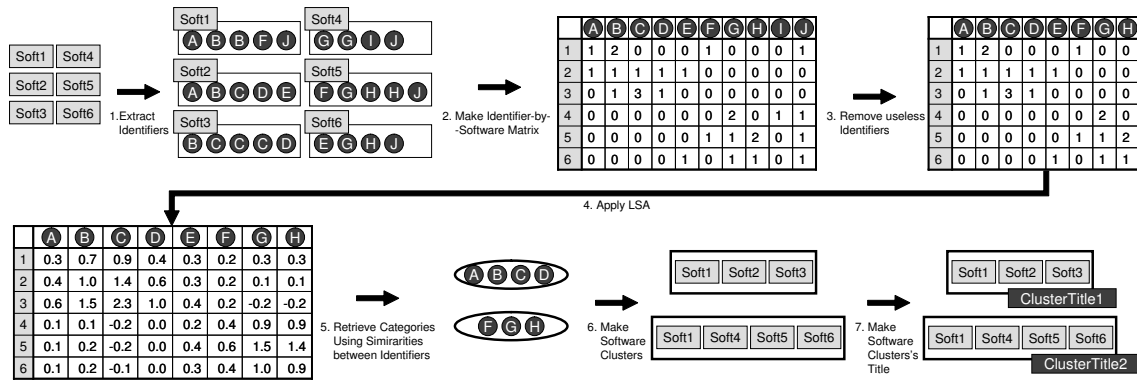 Soft1 Soft4
Soft2 Soft5
Soft3 Soft6
1.Extract
Identifiers
Soft1
A B B F J
Soft4
G G I J
Soft2
A B C D E
Soft5
F G H H J
Soft3
B C C C D
Soft6
E G H J
2. Make Identifier-by-
-Software Matrix
A B C D E F G H I J
1 1 2 0 0 0 1 0 0 0 1
2 1 1 1 1 1 0 0 0 0 0
3 0 1 3 1 0 0 0 0 0 0
4 0 0 0 0 0 0 2 0 1 1
5 0 0 0 0 0 1 1 2 0 1
6 0 0 0 0 1 0 1 1 0 1
3. Remove useless
Identifiers
A B C D E F G H
1 1 2 0 0 0 1 0 0
2 1 1 1 1 1 0 0 0
3 0 1 3 1 0 0 0 0
4 0 0 0 0 0 0 2 0
5 0 0 0 0 0 1 1 2
6 0 0 0 0 1 0 1 1
4. Apply LSA
A B C D E F G H
1 0.3 0.7 0.9 0.4 0.3 0.2 0.3 0.3
2 0.4 1.0 1.4 0.6 0.3 0.2 0.1 0.1
3 0.6 1.5 2.3 1.0 0.4 0.2 -0.2 -0.2
4 0.1 0.1 -0.2 0.0 0.2 0.4 0.9 0.9
5 0.1 0.2 -0.2 0.0 0.4 0.6 1.5 1.4
6 0.1 0.2 -0.1 0.0 0.3 0.4 1.0 0.9
5. Retrieve Categories
Using Simirarities
between Identifiers
A B C D
F G H
6. Make
Software
Clusters
Soft1 Soft2 Soft3
Soft1 Soft4 Soft5 Soft6
7. Make
Software
Clusters's
Title
Soft1 Soft2 Soft3
ClusterTitle1
Soft1 Soft4 Soft5 Soft6
ClusterTitle2